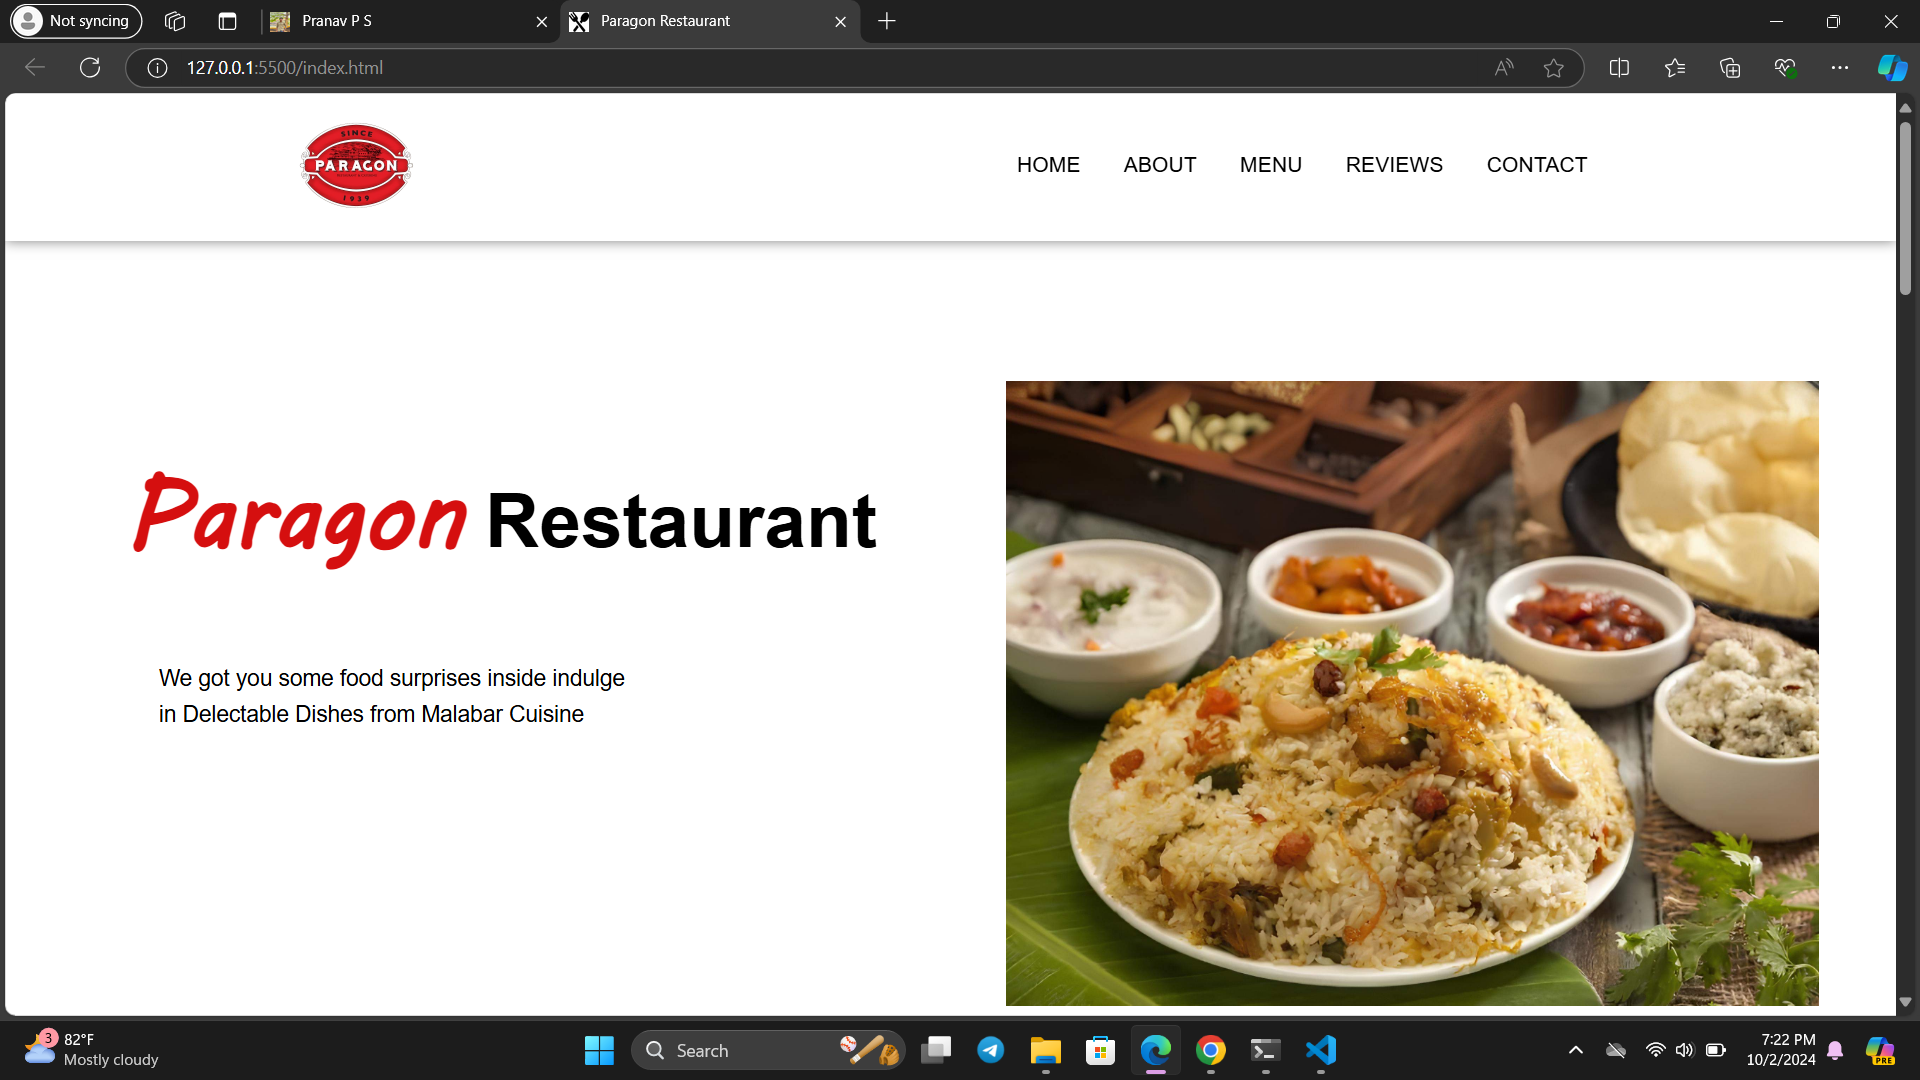 Not syncing
Pranav P S
Paragon Restaurant
127.0.0.1:5500/index.html
SINCE
PARAGON
1939
HOME ABOUT MENU REVIEWS CONTACT
Paragon Restaurant
We got you some food surprises inside indulge
in Delectable Dishes from Malabar Cuisine
3
82°F
Mostly cloudy
Search
7:22 PM
10/2/2024
PRE